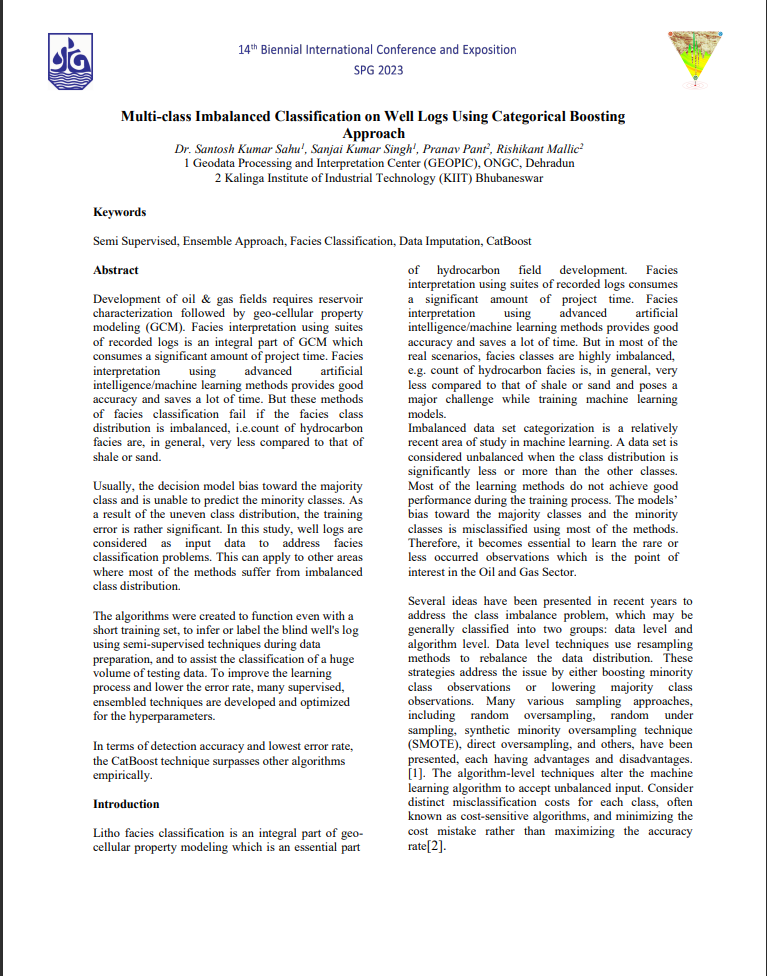 14th Biennial International Conference and Exposition
SPG 2023
Multi-class Imbalanced Classification on Well Logs Using Categorical Boosting
Approach
Dr. Santosh Kumar Sahu1, Sanjai Kumar Singh1, Pranav Pant2, Rishikant Mallic2
1 Geodata Processing and Interpretation Center (GEOPIC), ONGC, Dehradun
2 Kalinga Institute of Industrial Technology (KIIT) Bhubaneswar
Keywords
Semi Supervised, Ensemble Approach, Facies Classification, Data Imputation, CatBoost
Abstract
Development of oil & gas fields requires reservoir
characterization followed by geo-cellular property
modeling (GCM). Facies interpretation using suites
of recorded logs is an integral part of GCM which
consumes a significant amount of project time. Facies
interpretation using advanced artificial
intelligence/machine learning methods provides good
accuracy and saves a lot of time. But these methods
of facies classification fail if the facies class
distribution is imbalanced, i.e.count of hydrocarbon
facies are, in general, very less compared to that of
shale or sand.
Usually, the decision model bias toward the majority
class and is unable to predict the minority classes. As
a result of the uneven class distribution, the training
error is rather significant. In this study, well logs are
considered as input data to address facies
classification problems. This can apply to other areas
where most of the methods suffer from imbalanced
class distribution.
The algorithms were created to function even with a
short training set, to infer or label the blind well's log
using semi-supervised techniques during data
preparation, and to assist the classification of a huge
volume of testing data. To improve the learning
process and lower the error rate, many supervised,
ensembled techniques are developed and optimized
for the hyperparameters.
In terms of detection accuracy and lowest error rate,
the CatBoost technique surpasses other algorithms
empirically.
Introduction
Litho facies classification is an integral part of geo-
cellular property modeling which is an essential part
of hydrocarbon field development. Facies
interpretation using suites of recorded logs consumes
a significant amount of project time. Facies
interpretation using advanced artificial
intelligence/machine learning methods provides good
accuracy and saves a lot of time. But in most of the
real scenarios, facies classes are highly imbalanced,
e.g. count of hydrocarbon facies is, in general, very
less compared to that of shale or sand and poses a
major challenge while training machine learning
models.
Imbalanced data set categorization is a relatively
recent area of study in machine learning. A data set is
considered unbalanced when the class distribution is
significantly less or more than the other classes.
Most of the learning methods do not achieve good
performance during the training process. The models'
bias toward the majority classes and the minority
classes is misclassified using most of the methods.
Therefore, it becomes essential to learn the rare or
less occurred observations which is the point of
interest in the Oil and Gas Sector.
Several ideas have been presented in recent years to
address the class imbalance problem, which may be
generally classified into two groups: data level and
algorithm level. Data level techniques use resampling
methods to rebalance the data distribution. These
strategies address the issue by either boosting minority
class observations or lowering majority class
observations. Many various sampling approaches,
including random oversampling, random under
sampling, synthetic minority oversampling technique
(SMOTE), direct oversampling, and others, have been
presented, each having advantages and disadvantages.
[1]. The algorithm-level techniques alter the machine
learning algorithm to accept unbalanced input. Consider
distinct misclassification costs for each class, often
known as cost-sensitive algorithms, and minimizing the
cost mistake rather than maximizing the accuracy
rate[2].